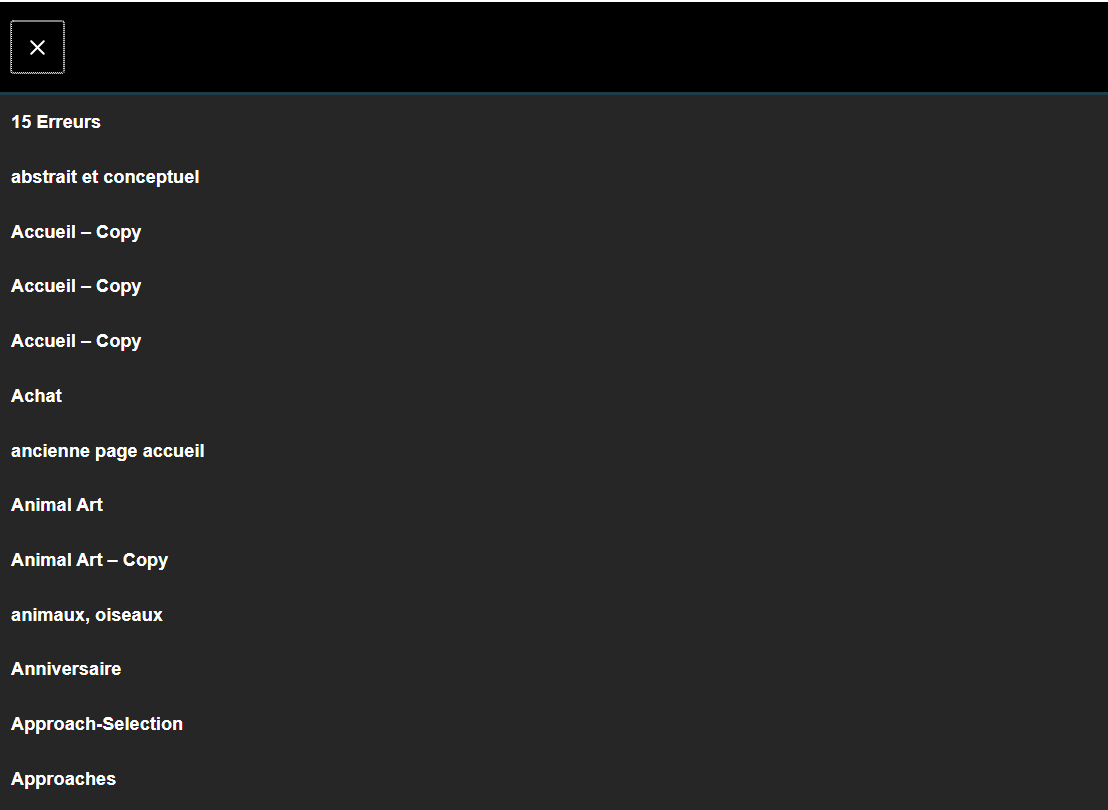 15 Erreurs
abstrait et conceptuel
Accueil – Copy
Accueil – Copy
Accueil – Copy
Achat
ancienne page accueil
Animal Art
Animal Art – Copy
animaux, oiseaux
Anniversaire
Approach-Selection
Approaches